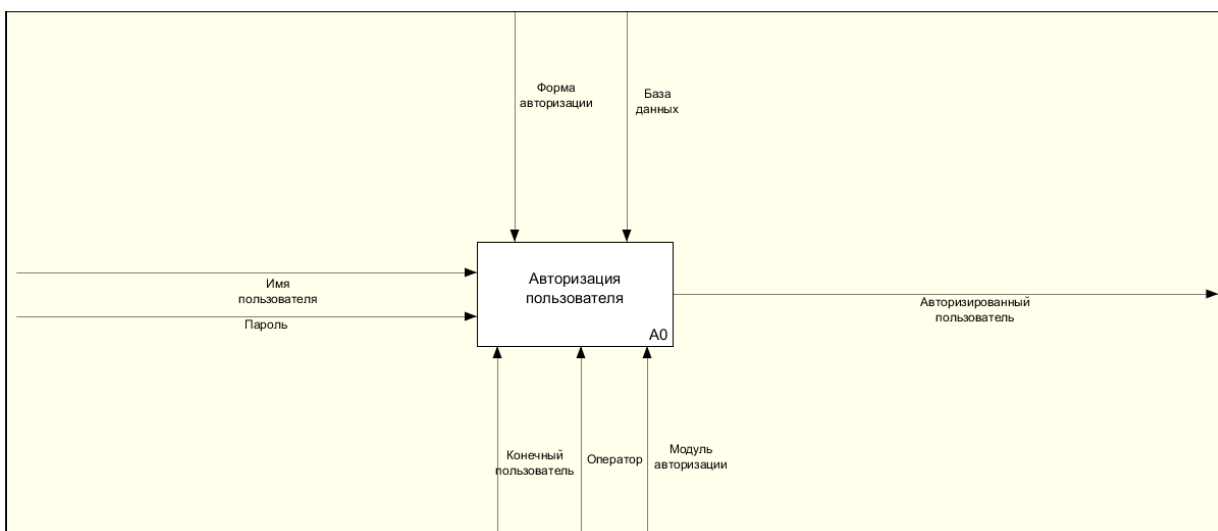 Форма
авторизации
База
данных
Имя
пользователя
Пароль
Авторизация
пользователя
A0
Авторизированный
пользователь
Конечный
пользователь
Оператор
Модуль
авторизации